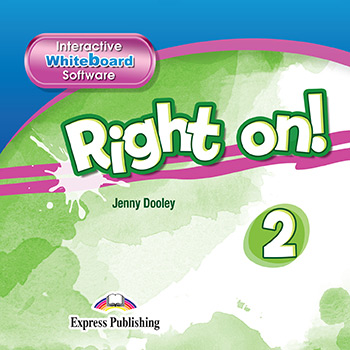 Interactive
Whiteboard
Software
Right on!
Jenny Dooley
2
Express Publishing